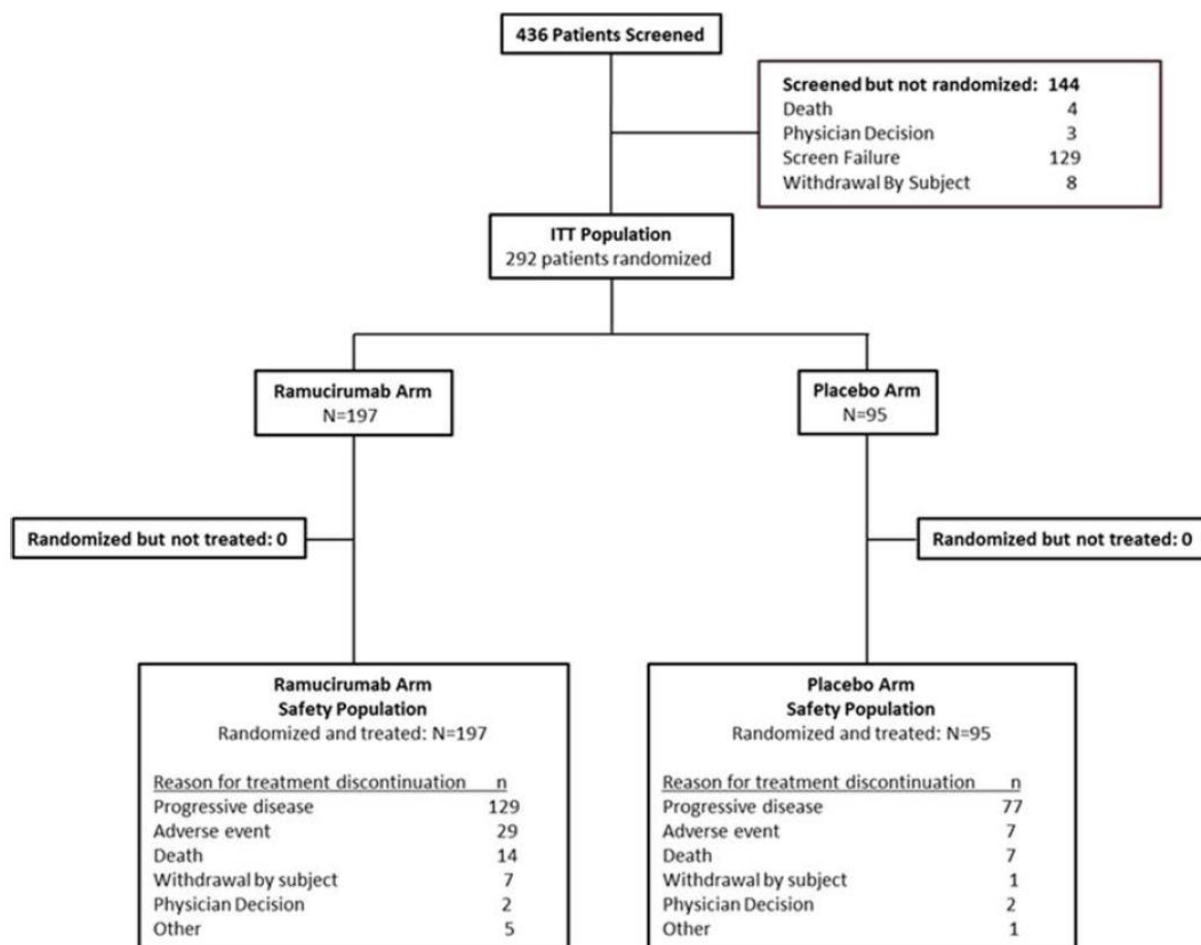 436 Patients Screened
Screened but not randomized: 144
Death 4
Physician Decision 3
Screen Failure 129
Withdrawal By Subject 8
ITT Population
292 patients randomized
Ramucirumab Arm
N=197
Placebo Arm
N=95
Randomized but not treated: 0
Randomized but not treated: 0
Ramucirumab Arm
Safety Population
Randomized and treated: N=197
Reason for treatment discontinuation n
Progressive disease 129
Adverse event 29
Death 14
Withdrawal by subject 7
Physician Decision 2
Other 5
Placebo Arm
Safety Population
Randomized and treated: N=95
Reason for treatment discontinuation n
Progressive disease 77
Adverse event 7
Death 7
Withdrawal by subject 1
Physician Decision 2
Other 1